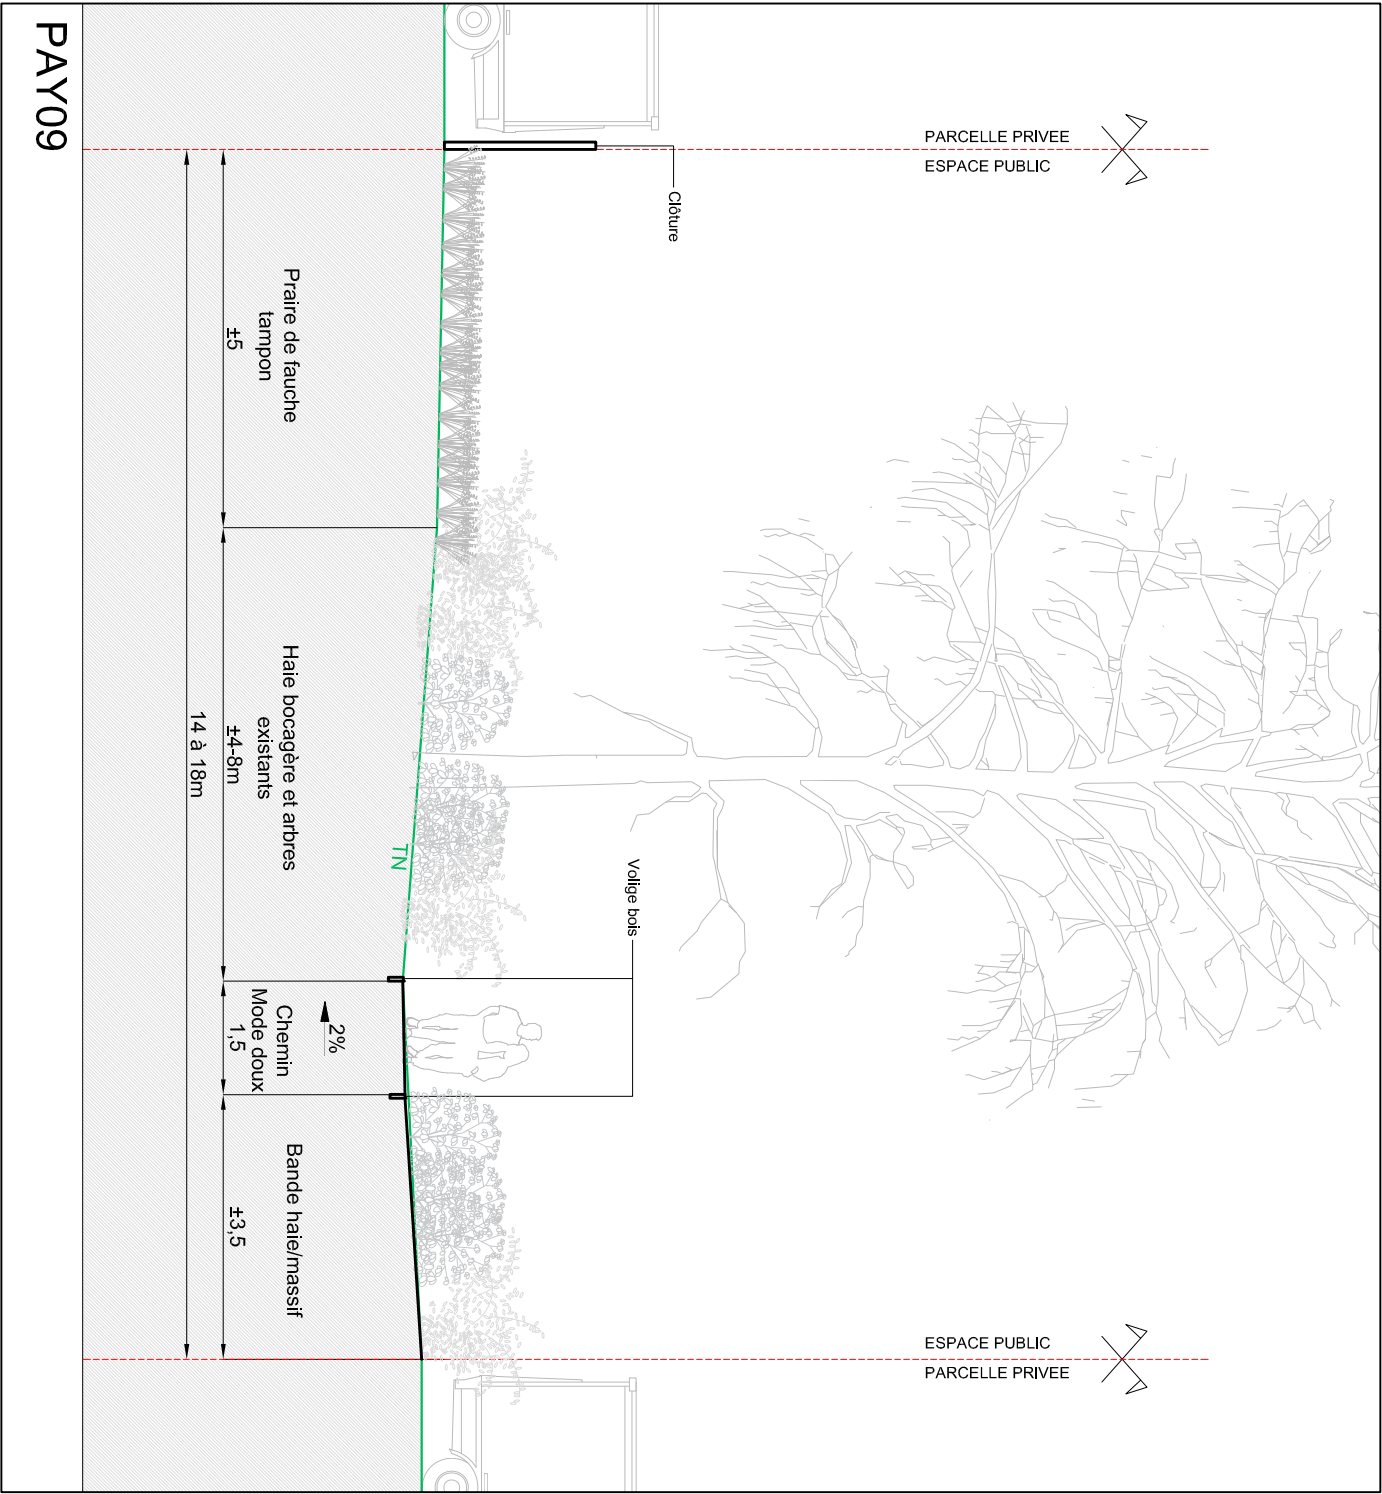 PARCELLE PRIVEE
ESPACE PUBLIC
Clôture
Volige bois
ESPACE PUBLIC
PARCELLE PRIVEE
TN
2%
Praire de fauche
tampon
±5
Haie bocagère et arbres
existants
±4-8m
Chemin
Mode doux
1,5
Bande haie/massif
±3,5
14 à 18m
PAY09